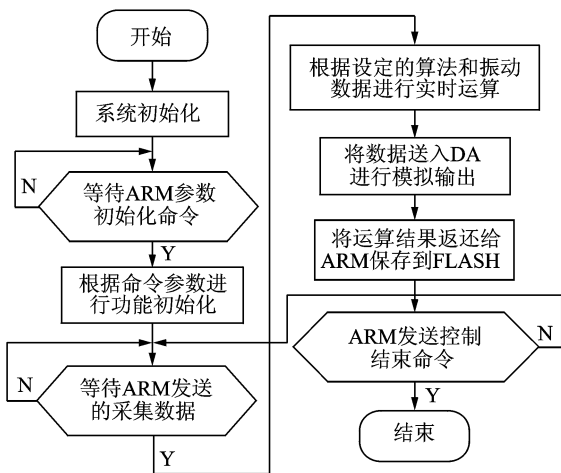 开始
系统初始化
N
等待ARM参数
初始化命令
Y
根据命令参数进
行功能初始化
N
等待ARM发送
的采集数据
Y
根据设定的算法和振动
数据进行实时运算
将数据送入DA
进行模拟输出
将运算结果返还给
ARM保存到FLASH
ARM发送控制
结束命令
N
Y
结束